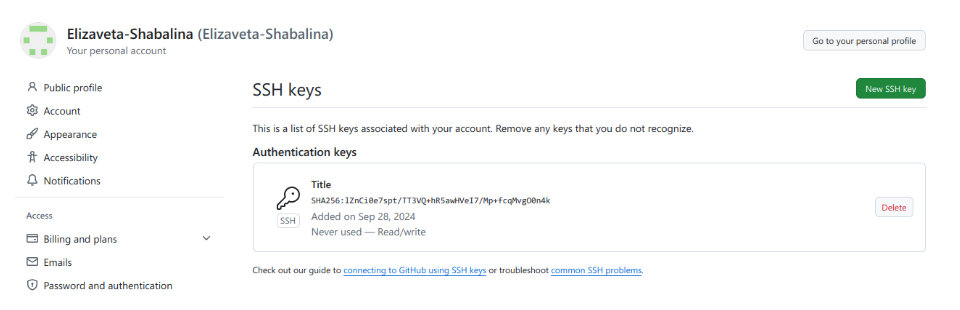 Elizaveta-Shabalina (Elizaveta-Shabalina)
Your personal account
Go to your personal profile
Public profile
Account
Appearance
Accessibility
Notifications
Access
Billing and plans
Emails
Password and authentication
SSH keys
New SSH key
This is a list of SSH keys associated with your account. Remove any keys that you do not recognize.
Authentication keys
Title
SHA256:lZnCi0e7spt/TT3VQ+hR5awHVeI7/Mp+fcqMvgO0n4k
SSH
Added on Sep 28, 2024
Never used — Read/write
Delete
Check out our guide to connecting to GitHub using SSH keys or troubleshoot common SSH problems.